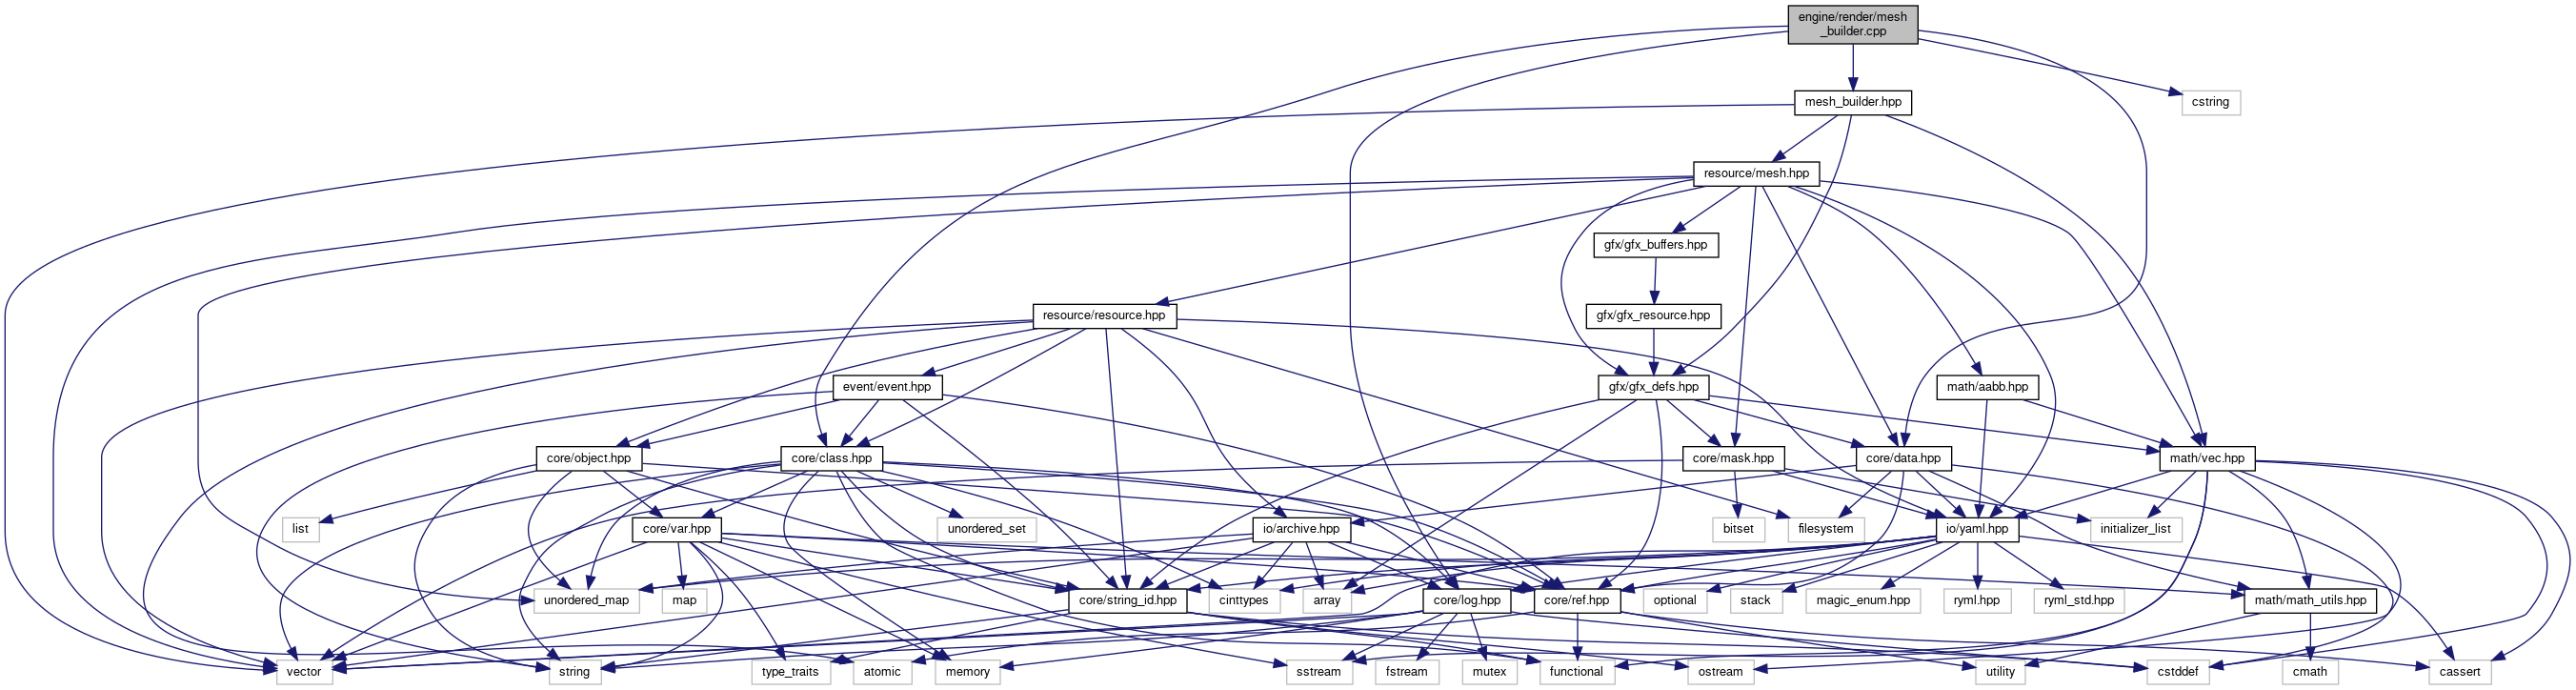 engine/render/mesh
_builder.cpp
mesh_builder.hpp
cstring
resource/mesh.hpp
gfx/gfx_buffers.hpp
resource/resource.hpp
gfx/gfx_resource.hpp
event/event.hpp
gfx/gfx_defs.hpp
math/aabb.hpp
core/object.hpp
core/class.hpp
core/mask.hpp
core/data.hpp
math/vec.hpp
list
core/var.hpp
unordered_set
io/archive.hpp
bitset
filesystem
io/yaml.hpp
initializer_list
unordered_map
map
core/string_id.hpp
cinttypes
array
core/log.hpp
core/ref.hpp
optional
stack
magic_enum.hpp
ryml.hpp
ryml_std.hpp
math/math_utils.hpp
vector
string
type_traits
atomic
memory
sstream
fstream
mutex
functional
ostream
utility
cstddef
cmath
cassert